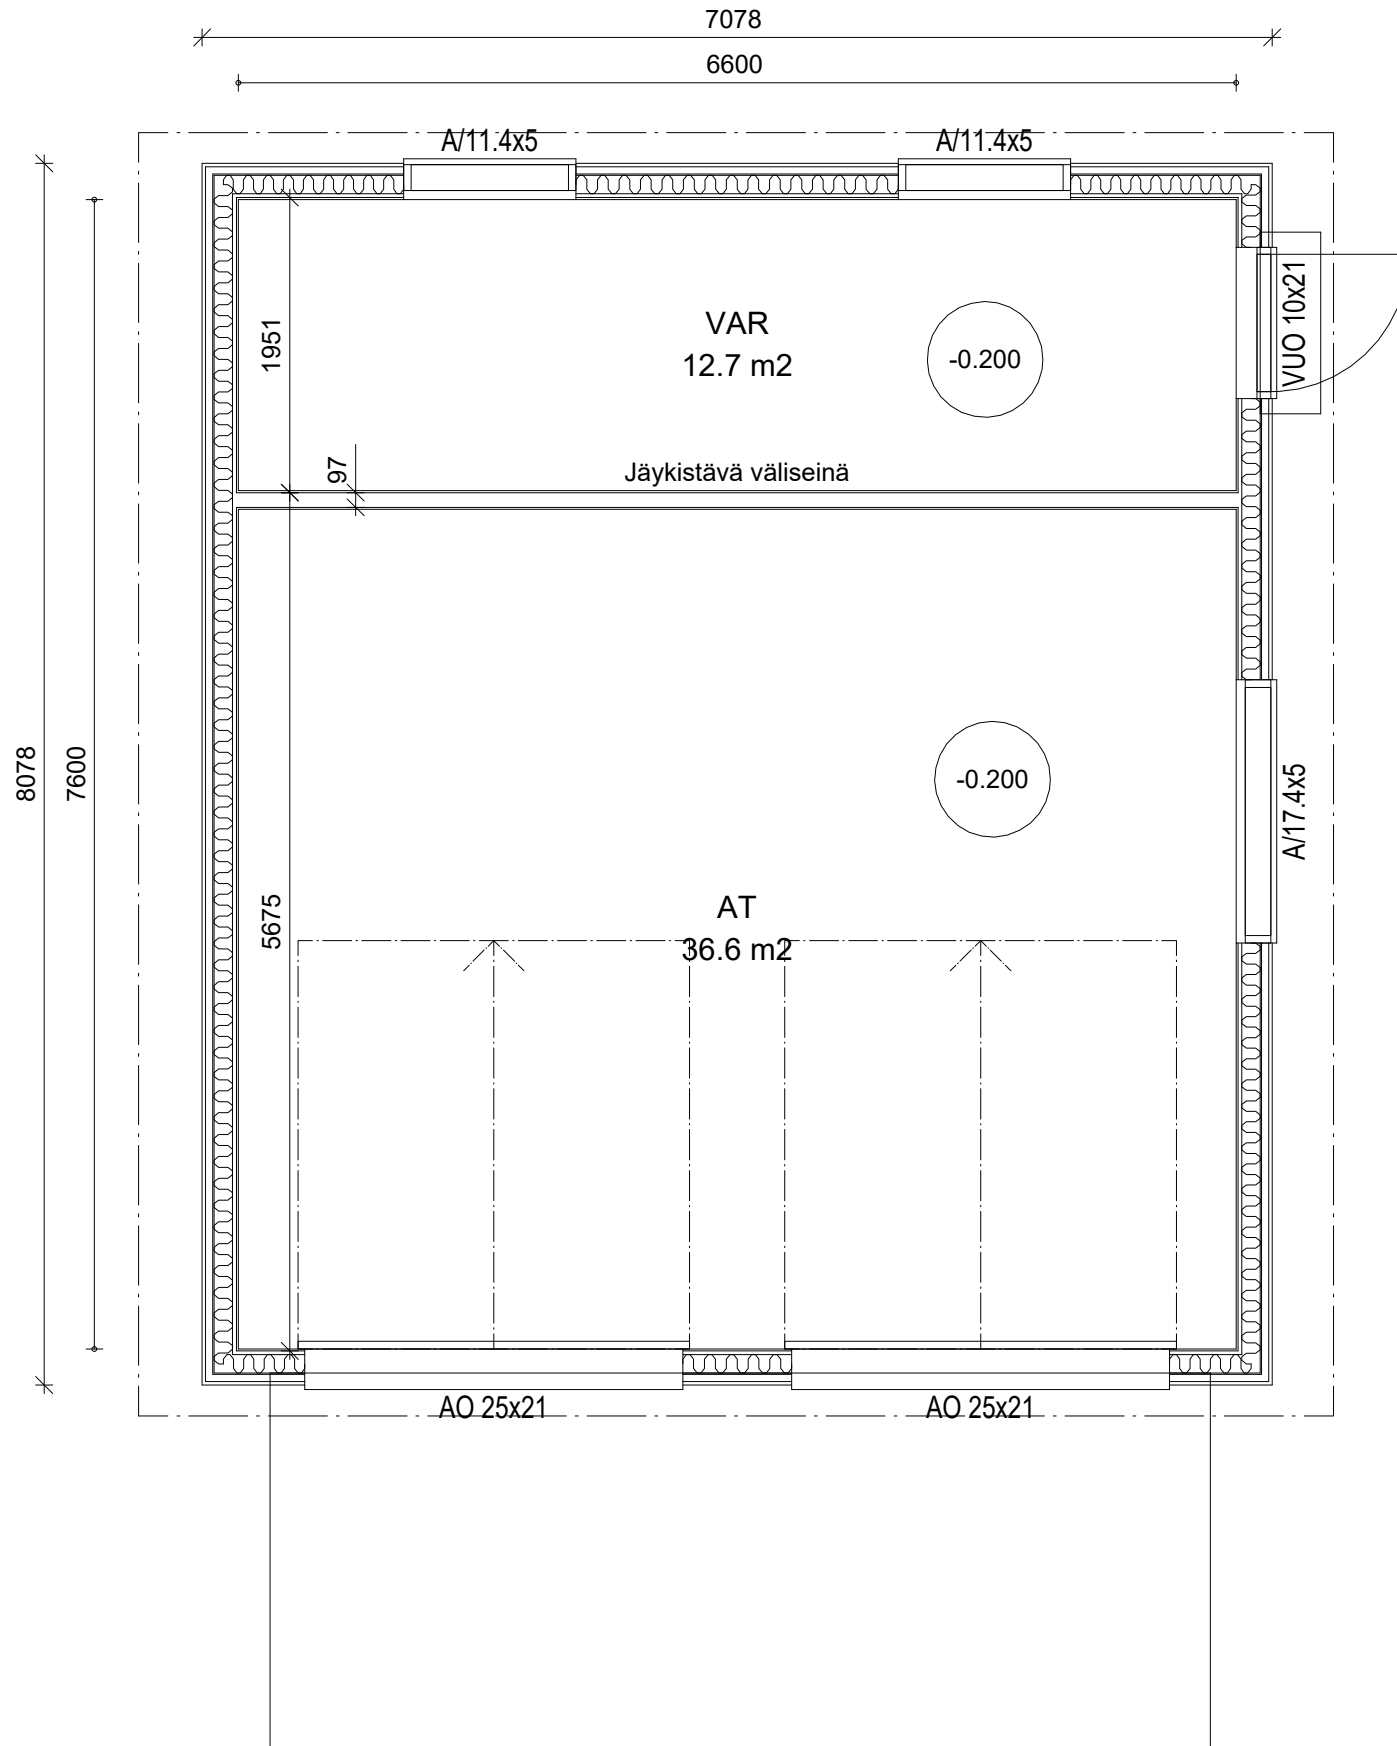 7078
6600
A/11.4x5
A/11.4x5
VUO 10x21
VAR
12.7 m2
-0.200
1951
97
Jäykistävä väliseinä
8078
7600
-0.200
A/17.4x5
5675
AT
36.6 m2
AO 25x21
AO 25x21